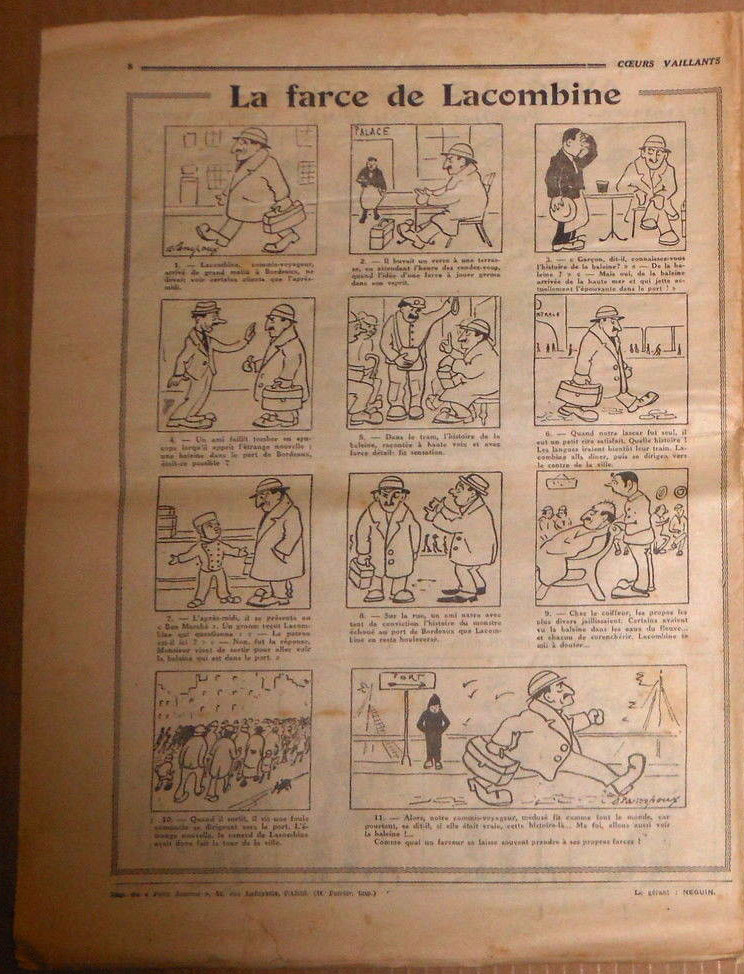 8
CŒURS VAILLANTS
La farce de Lacombine
1. — Lacombine, commis-voyageur,
arrivé de grand matin à Bordeaux, ne
devait voir certains clients que l'après-
midi.
PALACE
2. — Il buvait un verre à une terras-
se, en attendant l'heure des rendez-vous,
quand l'idée d'une farce à jouer germa
dans son esprit.
3. — « Garçon, dit-il, connaissez-vous
l'histoire de la baleine? » « — De la ba-
leine ? » « — Mais oui, de la baleine
arrivée de la haute mer et qui jette ac-
tuellement l'épouvante dans le port ! »
4. — Un ami faillit tomber en syn-
cope lorsqu'il apprit l'étrange nouvelle :
une baleine dans le port de Bordeaux,
était-ce possible ?
5. — Dans le tram, l'histoire de la
baleine, racontée à haute voix et avec
force détail: fit sensation.
6. — Quand notre lascar fut seul, il
eut un petit rire satisfait. Quelle histoire !
Les langues iraient bientôt leur train. La-
combine alla dîner, puis se dirigea vers
le centre de la ville.
7. — L'après-midi, il se présenta au
« Bon Marché ». Un groom reçut Lacom-
bine qui questionna : « — Le patron
est-il ici ? » « — Non, fut la réponse,
Monsieur vient de sortir pour aller voir
la baleine qui est dans le port. »
8. — Sur la rue, un ami narra avec
tant de conviction l'histoire du monstre
échoué au port de Bordeaux que Lacom-
bine en resta bouleversé.
9. — Chez le coiffeur, les propos les
plus divers jaillissaient. Certains avaient
vu la baleine dans les eaux du fleuve...
et chacun de surenchérir. Lacombine se
mit à douter...
10. — Quand il sortit, il vit une foule
compacte se dirigeant vers le port. L'é-
trange nouvelle, le canard de Lacombine
avait donc fait le tour de la ville.
PORT
11. — Alors, notre commis-voyageur, médusé fit comme tout le monde, car
pourtant, se dit-il, si elle était vraie, cette histoire-là... Ma foi, allons aussi voir
la baleine !...
Comme quoi un farceur se laisse souvent prendre à ses propres farces !
Imp. du « Petit Journal », rue Lafayette, PARIS.
Le gérant : NEGUIN.